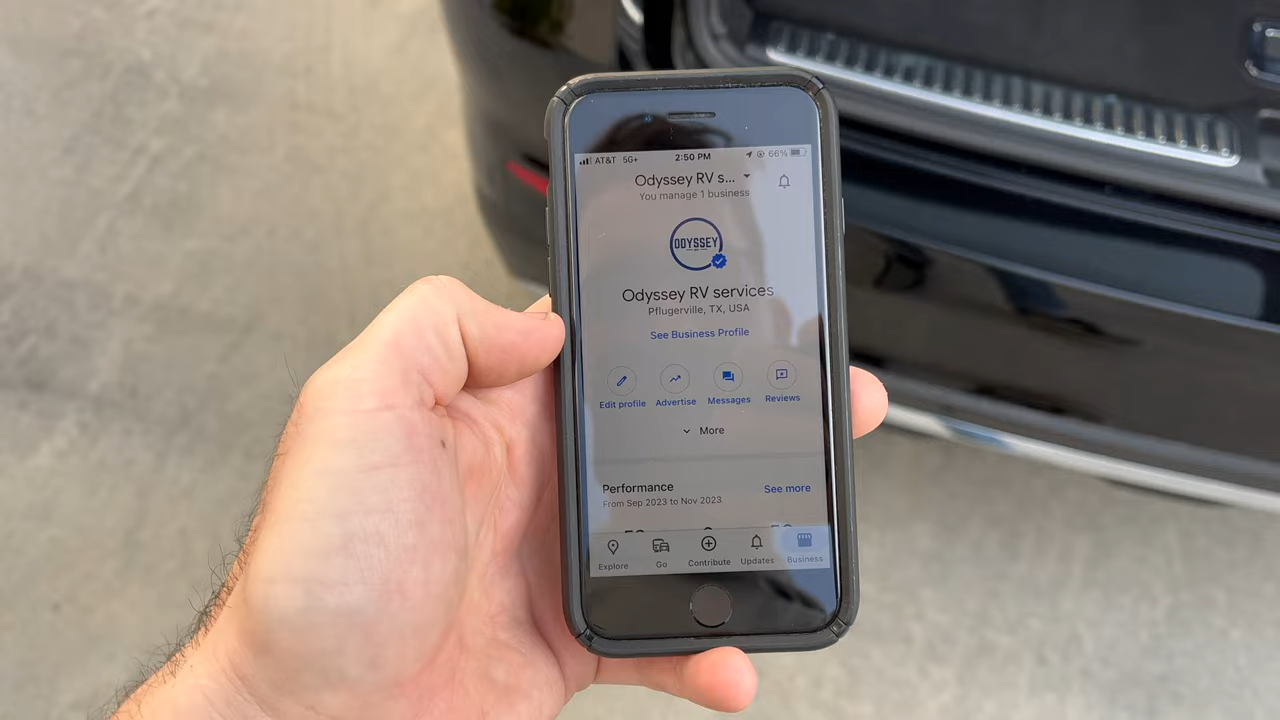 AT&T 5G+ 2:50 PM 66%
Odyssey RV s...
You manage 1 business
ODYSSEY
Odyssey RV services
Pflugerville, TX, USA
See Business Profile
Edit profile Advertise Messages Reviews
More
Performance See more
From Sep 2023 to Nov 2023
Explore Go Contribute Updates Business